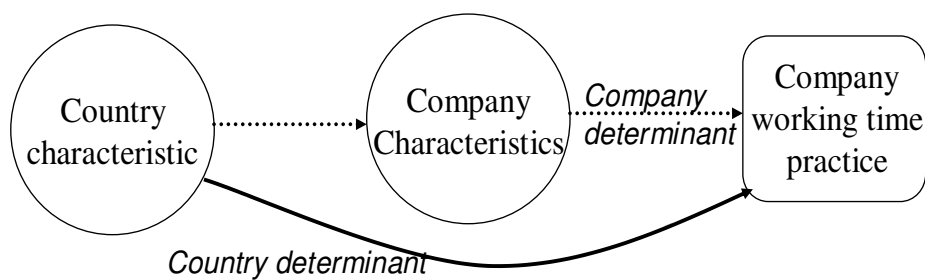 Country
characteristic
Company
Characteristics
Company
determinant
Company
working time
practice
Country determinant